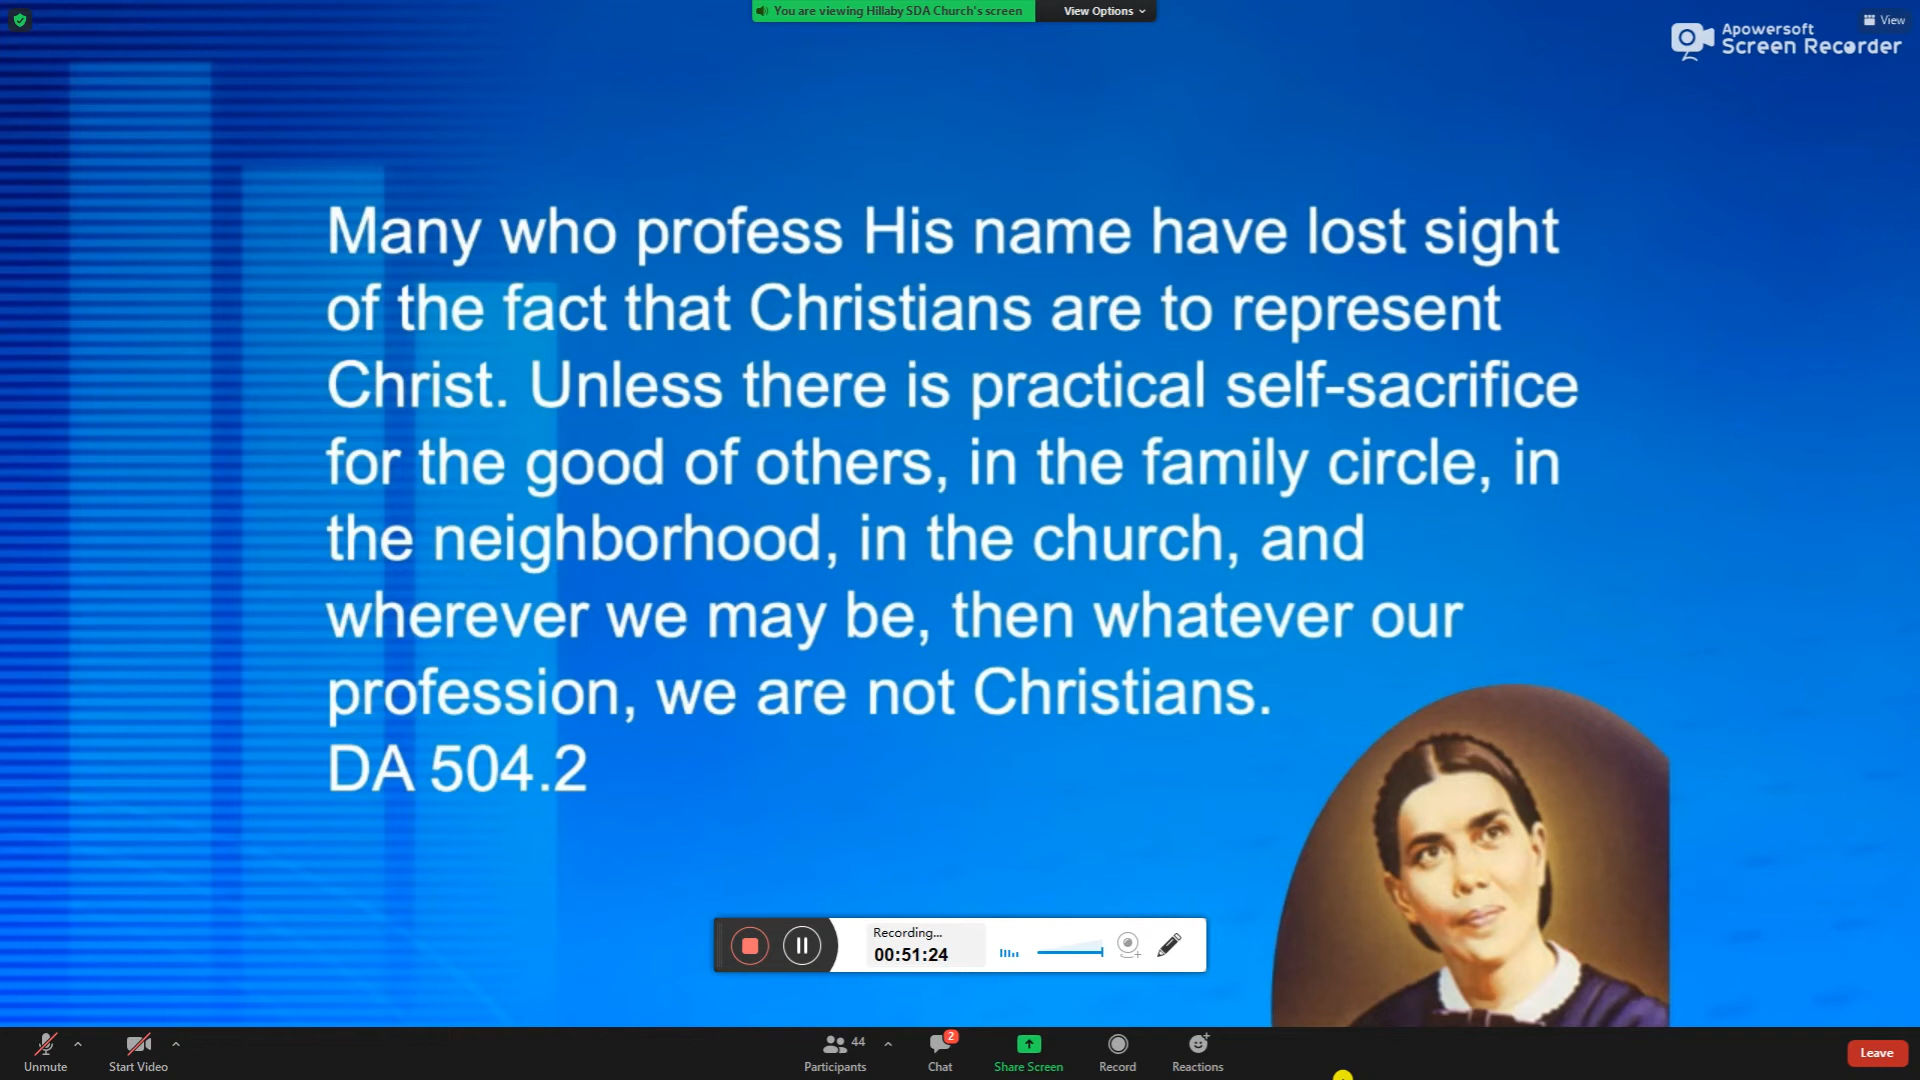 You are viewing Hillaby SDA Church's screen
View Options
View
Apowersoft
Screen Recorder
Many who profess His name have lost sight
of the fact that Christians are to represent
Christ. Unless there is practical self-sacrifice
for the good of others, in the family circle, in
the neighborhood, in the church, and
wherever we may be, then whatever our
profession, we are not Christians.
DA 504.2
Recording...
00:51:24
Unmute
Start Video
44
Participants
2
Chat
Share Screen
Record
Reactions
Leave